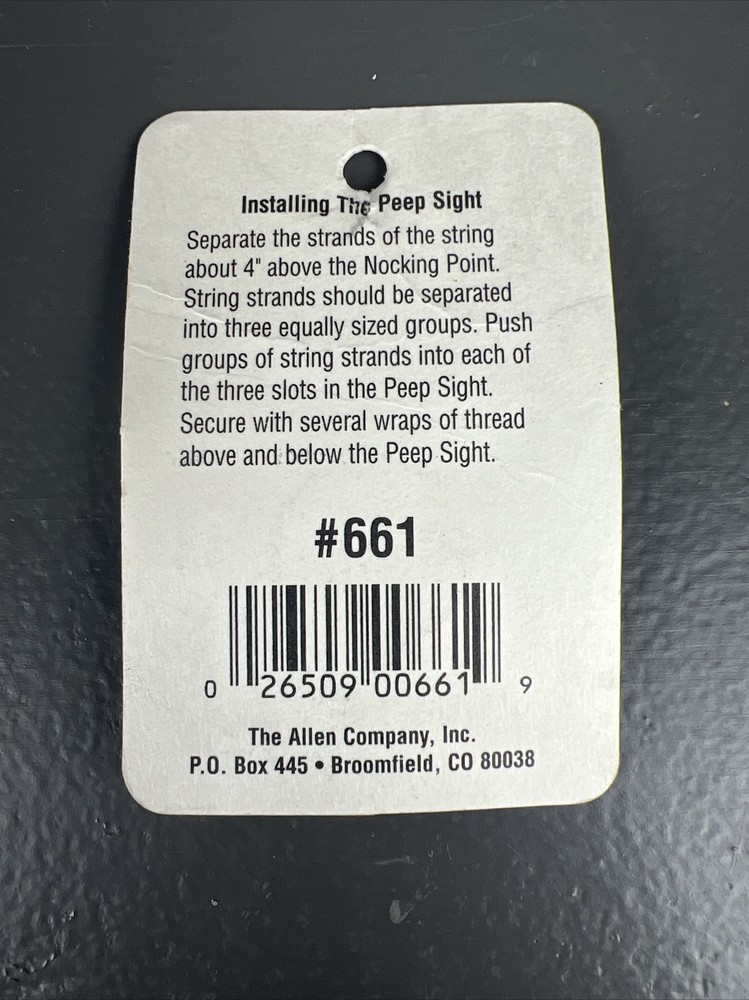 Installing The Peep Sight
Separate the strands of the string
about 4" above the Nocking Point.
String strands should be separated
into three equally sized groups. Push
groups of string strands into each of
the three slots in the Peep Sight.
Secure with several wraps of thread
above and below the Peep Sight.
#661
0 26509 00661 9
The Allen Company, Inc.
P.O. Box 445 • Broomfield, CO 80038